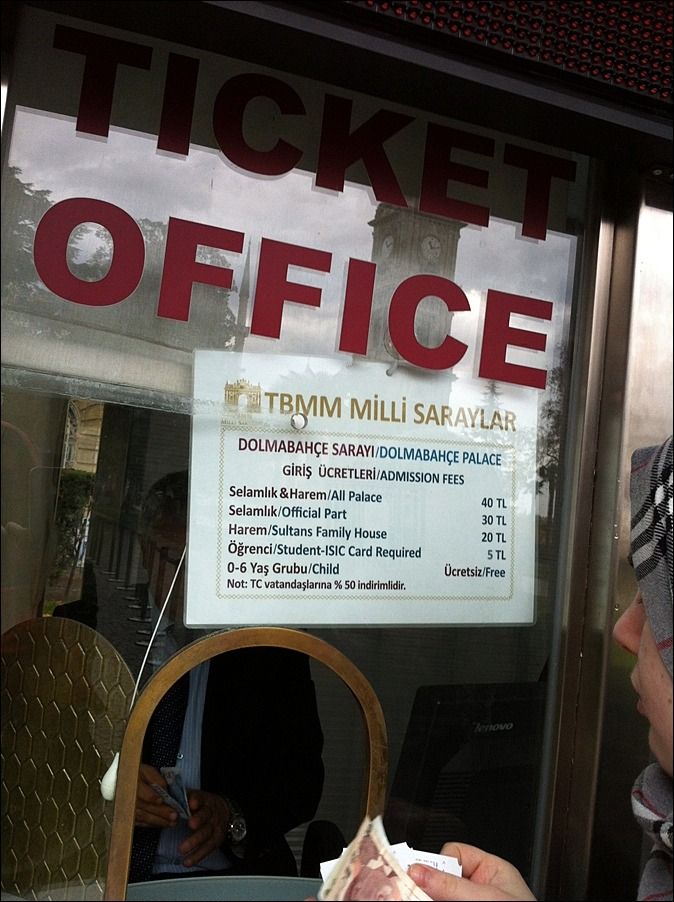 TICKET
OFFICE
TBMM MİLLİ SARAYLAR
DOLMABAHÇE SARAYI/DOLMABAHÇE PALACE
GİRİŞ ÜCRETLERİ/ADMISSION FEES
Selamlık&Harem/All Palace 40 TL
Selamlık/Official Part 30 TL
Harem/Sultans Family House 20 TL
Öğrenci/Student-ISIC Card Required 5 TL
0-6 Yaş Grubu/Child Ücretsiz/Free
Not: TC vatandaşlarına % 50 indirimlidir.
lenovo